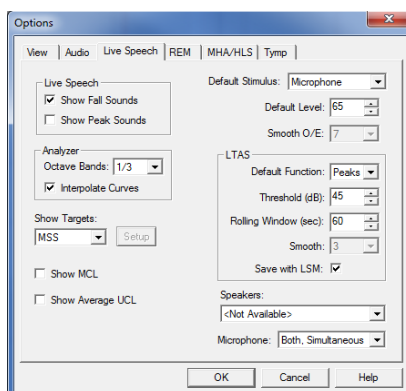 Options
View Audio Live Speech REM MHA/HLS Tymp
Live Speech
Show Fall Sounds
Show Peak Sounds
Analyzer
Octave Bands: 1/3
Interpolate Curves
Show Targets:
MSS Setup
Show MCL
Show Average UCL
Default Stimulus: Microphone
Default Level: 65
Smooth O/E: 7
LTAS
Default Function: Peaks
Threshold (dB): 45
Rolling Window (sec): 60
Smooth: 3
Save with LSM:
Speakers:
<Not Available>
Microphone: Both, Simultaneous
OK Cancel Help